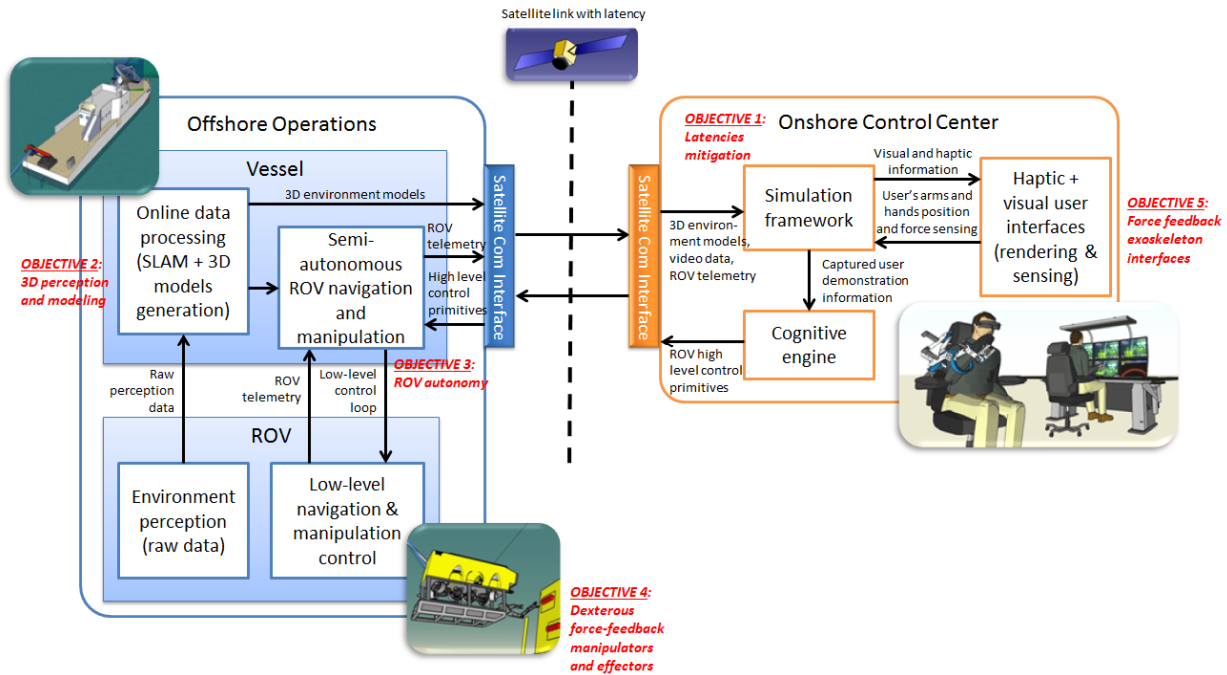 Satellite link with latency
Offshore Operations
Vessel
Online data
processing
(SLAM + 3D
models
generation)
3D environment models
Semi-
autonomous
ROV navigation
and
manipulation
ROV
telemetry
High level
control
primitives
OBJECTIVE 2:
3D perception
and modeling
OBJECTIVE 3:
ROV autonomy
Raw
perception
data
ROV
telemetry
Low-level
control
loop
ROV
Environment
perception
(raw data)
Low-level
navigation &
manipulation
control
OBJECTIVE 4:
Dexterous
force-feedback
manipulators
and effectors
Satellite Com Interface
Satellite Com Interface
OBJECTIVE 1:
Latencies
mitigation
Onshore Control Center
Simulation
framework
Visual and haptic
information
User's arms and
hands position
and force sensing
Haptic +
visual user
interfaces
(rendering &
sensing)
OBJECTIVE 5:
Force feedback
exoskeleton
interfaces
3D environ-
ment models,
video data,
ROV telemetry
Captured user
demonstration
information
Cognitive
engine
ROV high
level control
primitives